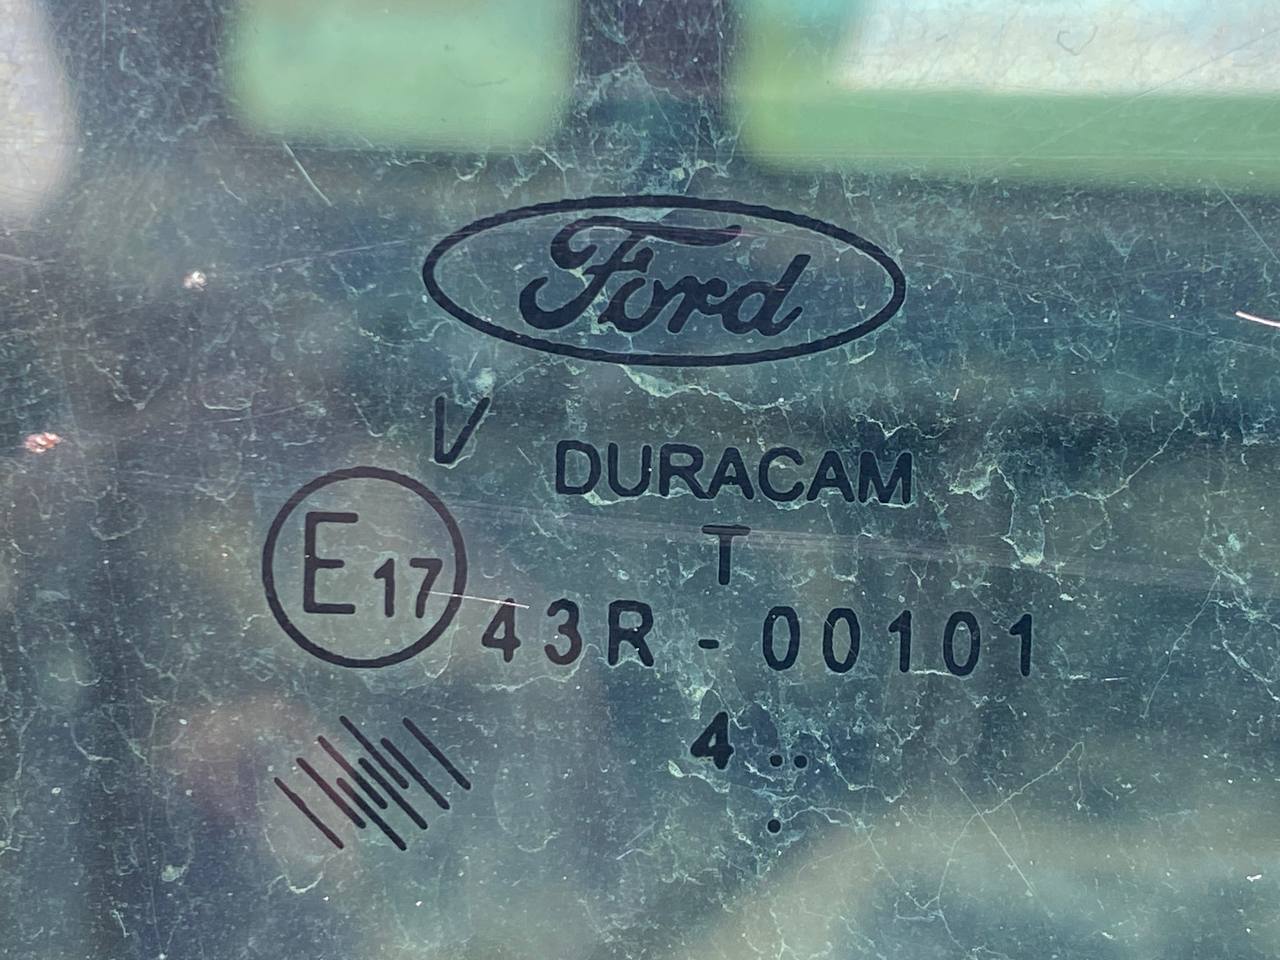 Ford
V
DURACAM
T
E17
43R-00101
4 ..
.